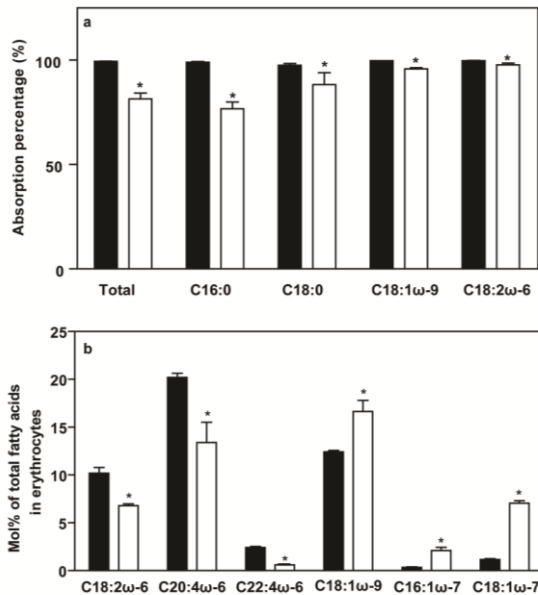 a
Absorption percentage (%)
100
50
0
* * * * *
Total C16:0 C18:0 C18:1ω-9 C18:2ω-6
b
Mol% of total fatty acids
in erythrocytes
25
20
15
10
5
0
* * * * * *
C18:2ω-6 C20:4ω-6 C22:4ω-6 C18:1ω-9 C16:1ω-7 C18:1ω-7